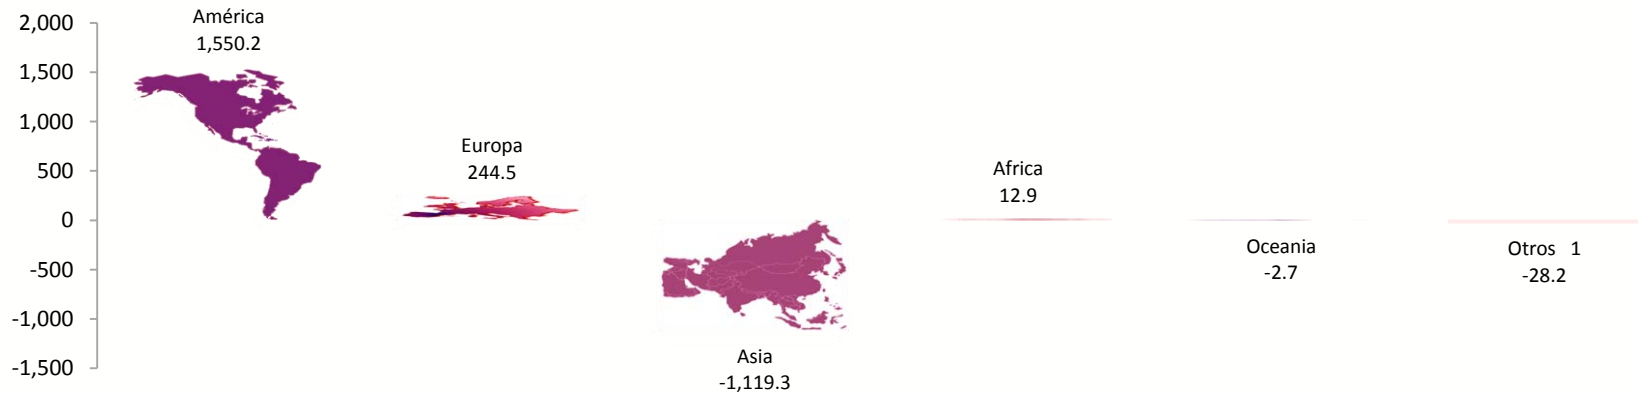 2,000
1,500
1,000
500
0
-500
-1,000
-1,500
América
1,550.2
Europa
244.5
Asia
-1,119.3
Africa
12.9
Oceania
-2.7
Otros 1
-28.2